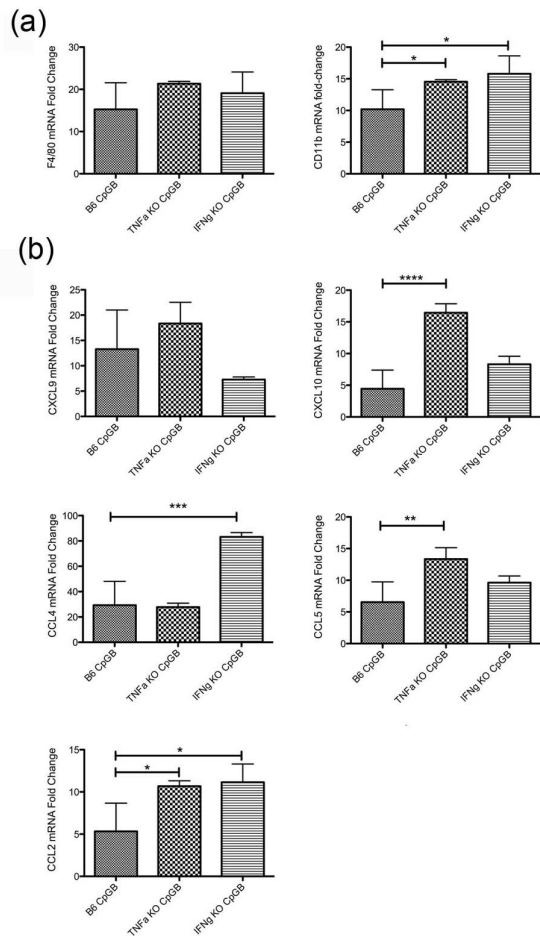 (a)
F4/80 mRNA Fold Change
30
20
10
0
B6 CpGB
TNFa KO CpGB
IFNg KO CpGB
CD11b mRNA fold-change
20
15
10
5
0
*
*
B6 CpGB
TNFa KO CpGB
IFNg KO CpGB
(b)
CXCL9 mRNA Fold Change
25
20
15
10
5
0
B6 CpGB
TNFa KO CpGB
IFNg KO CpGB
CXCL10 mRNA Fold Change
20
15
10
5
0
****
B6 CpGB
TNFa KO CpGB
IFNg KO CpGB
CCL4 mRNA Fold Change
100
80
60
40
20
0
***
B6 CpGB
TNFa KO CpGB
IFNg KO CpGB
CCL5 mRNA Fold Change
20
15
10
5
0
**
B6 CpGB
TNFa KO CpGB
IFNg KO CpGB
CCL2 mRNA Fold Change
15
10
5
0
*
*
B6 CpGB
TNFa KO CpGB
IFNg KO CpGB